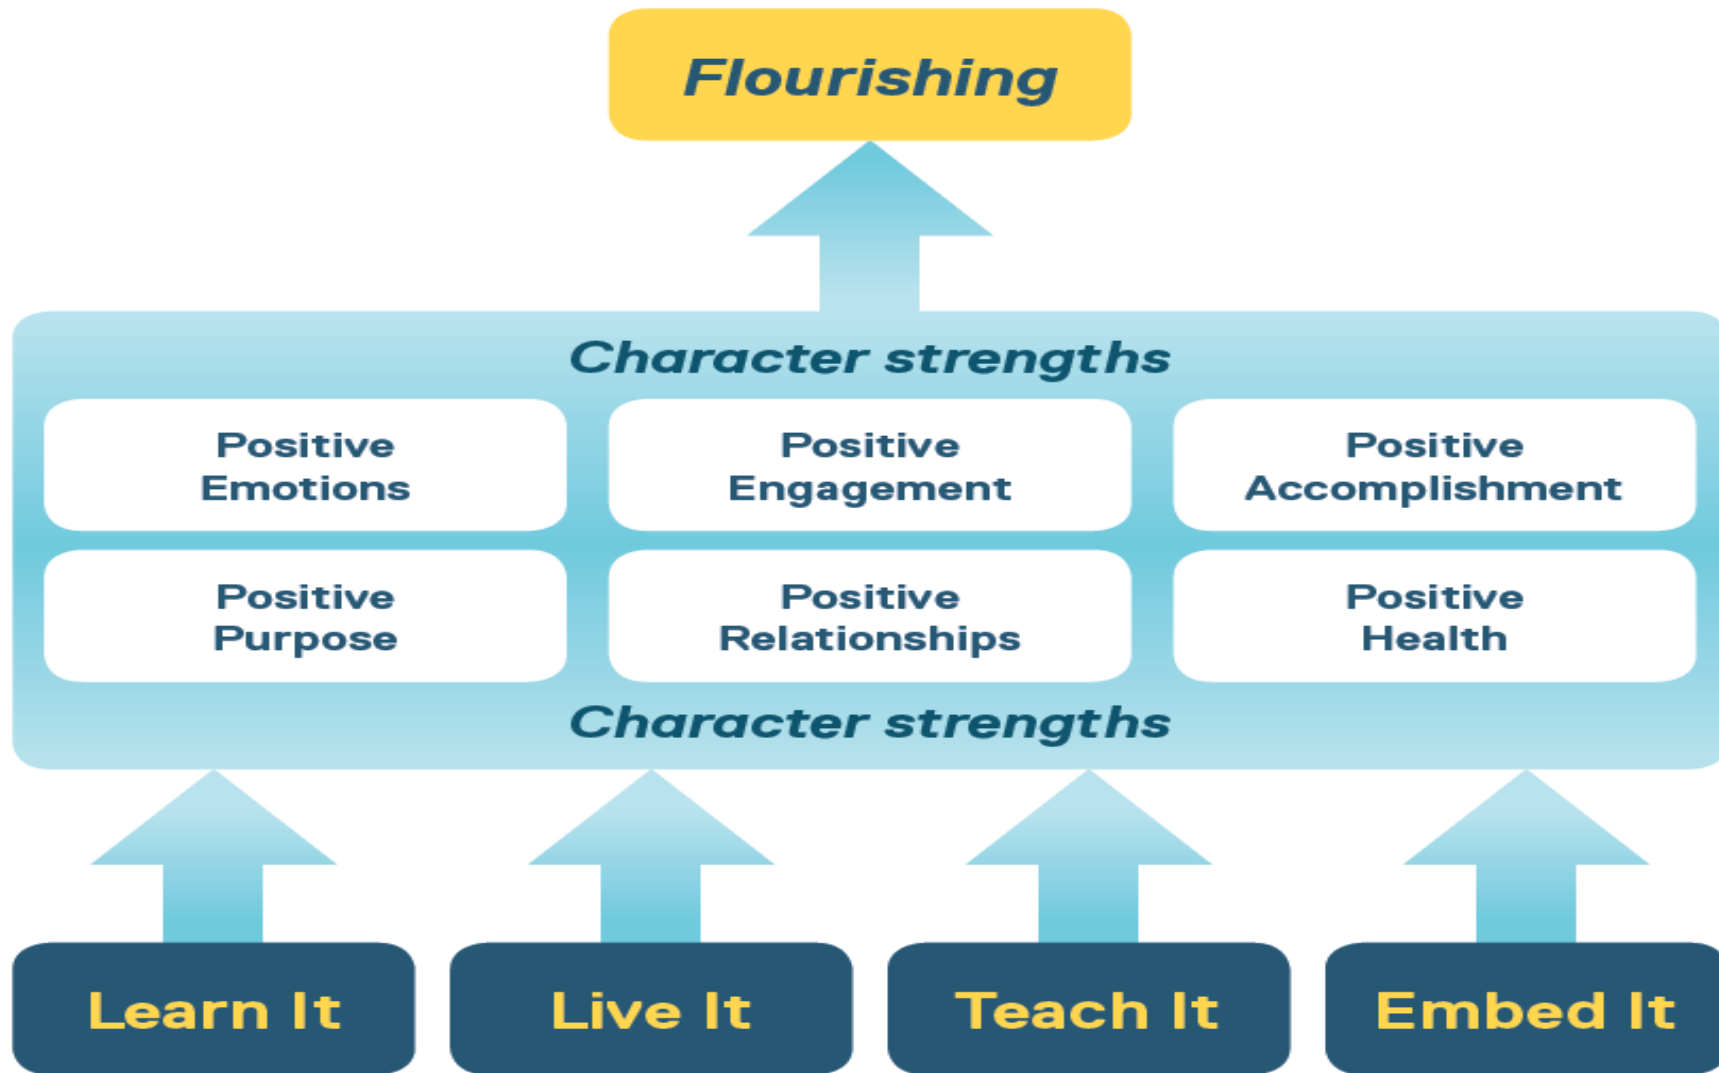 Flourishing
Character strengths
Positive
Emotions
Positive
Engagement
Positive
Accomplishment
Positive
Purpose
Positive
Relationships
Positive
Health
Character strengths
Learn It
Live It
Teach It
Embed It